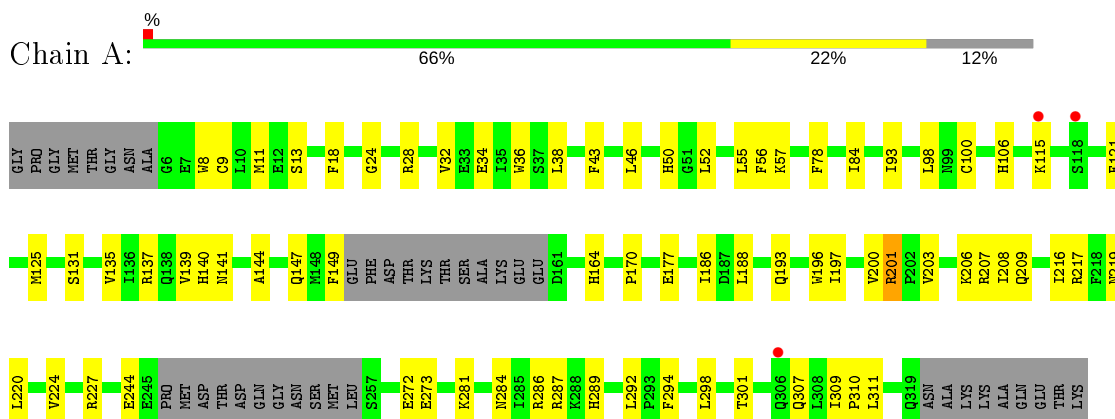 %
Chain A:
66% 22% 12%
GLY PRO GLY MET THR GLY ASN ALA G6 E7 W8 C9 L10 M11 E12 S13 F18 G24 R28 V32 E33 E34 I35 W36 S37 L38 F43 L46 H50 G51 L52 L55 F56 K57 F78 I84 I93 L98 N99 C100 H106 K115 S118
M125 S131 V135 I136 R137 Q138 V139 H140 N141 A144 Q147 M148 F149 GLU PHE ASP THR LYS THR SER ALA LYS GLU GLU D161 H164 P170 E177 I186 D187 L188 Q193 W196 I197 V200 R201 P202 V203 K206 R207 I208 Q209 I216 R217 F218 N219
L220 V224 R227 E244 E245 PRO MET ASP THR ASP GLN GLY ASN SER MET LEU S257 E272 E273 K281 N284 I285 R286 R287 K288 H289 L292 P293 F294 L298 T301 Q306 Q307 L308 I309 P310 L311 Q319 ASN ALA LYS LYS ALA GLN GLU THR LYS